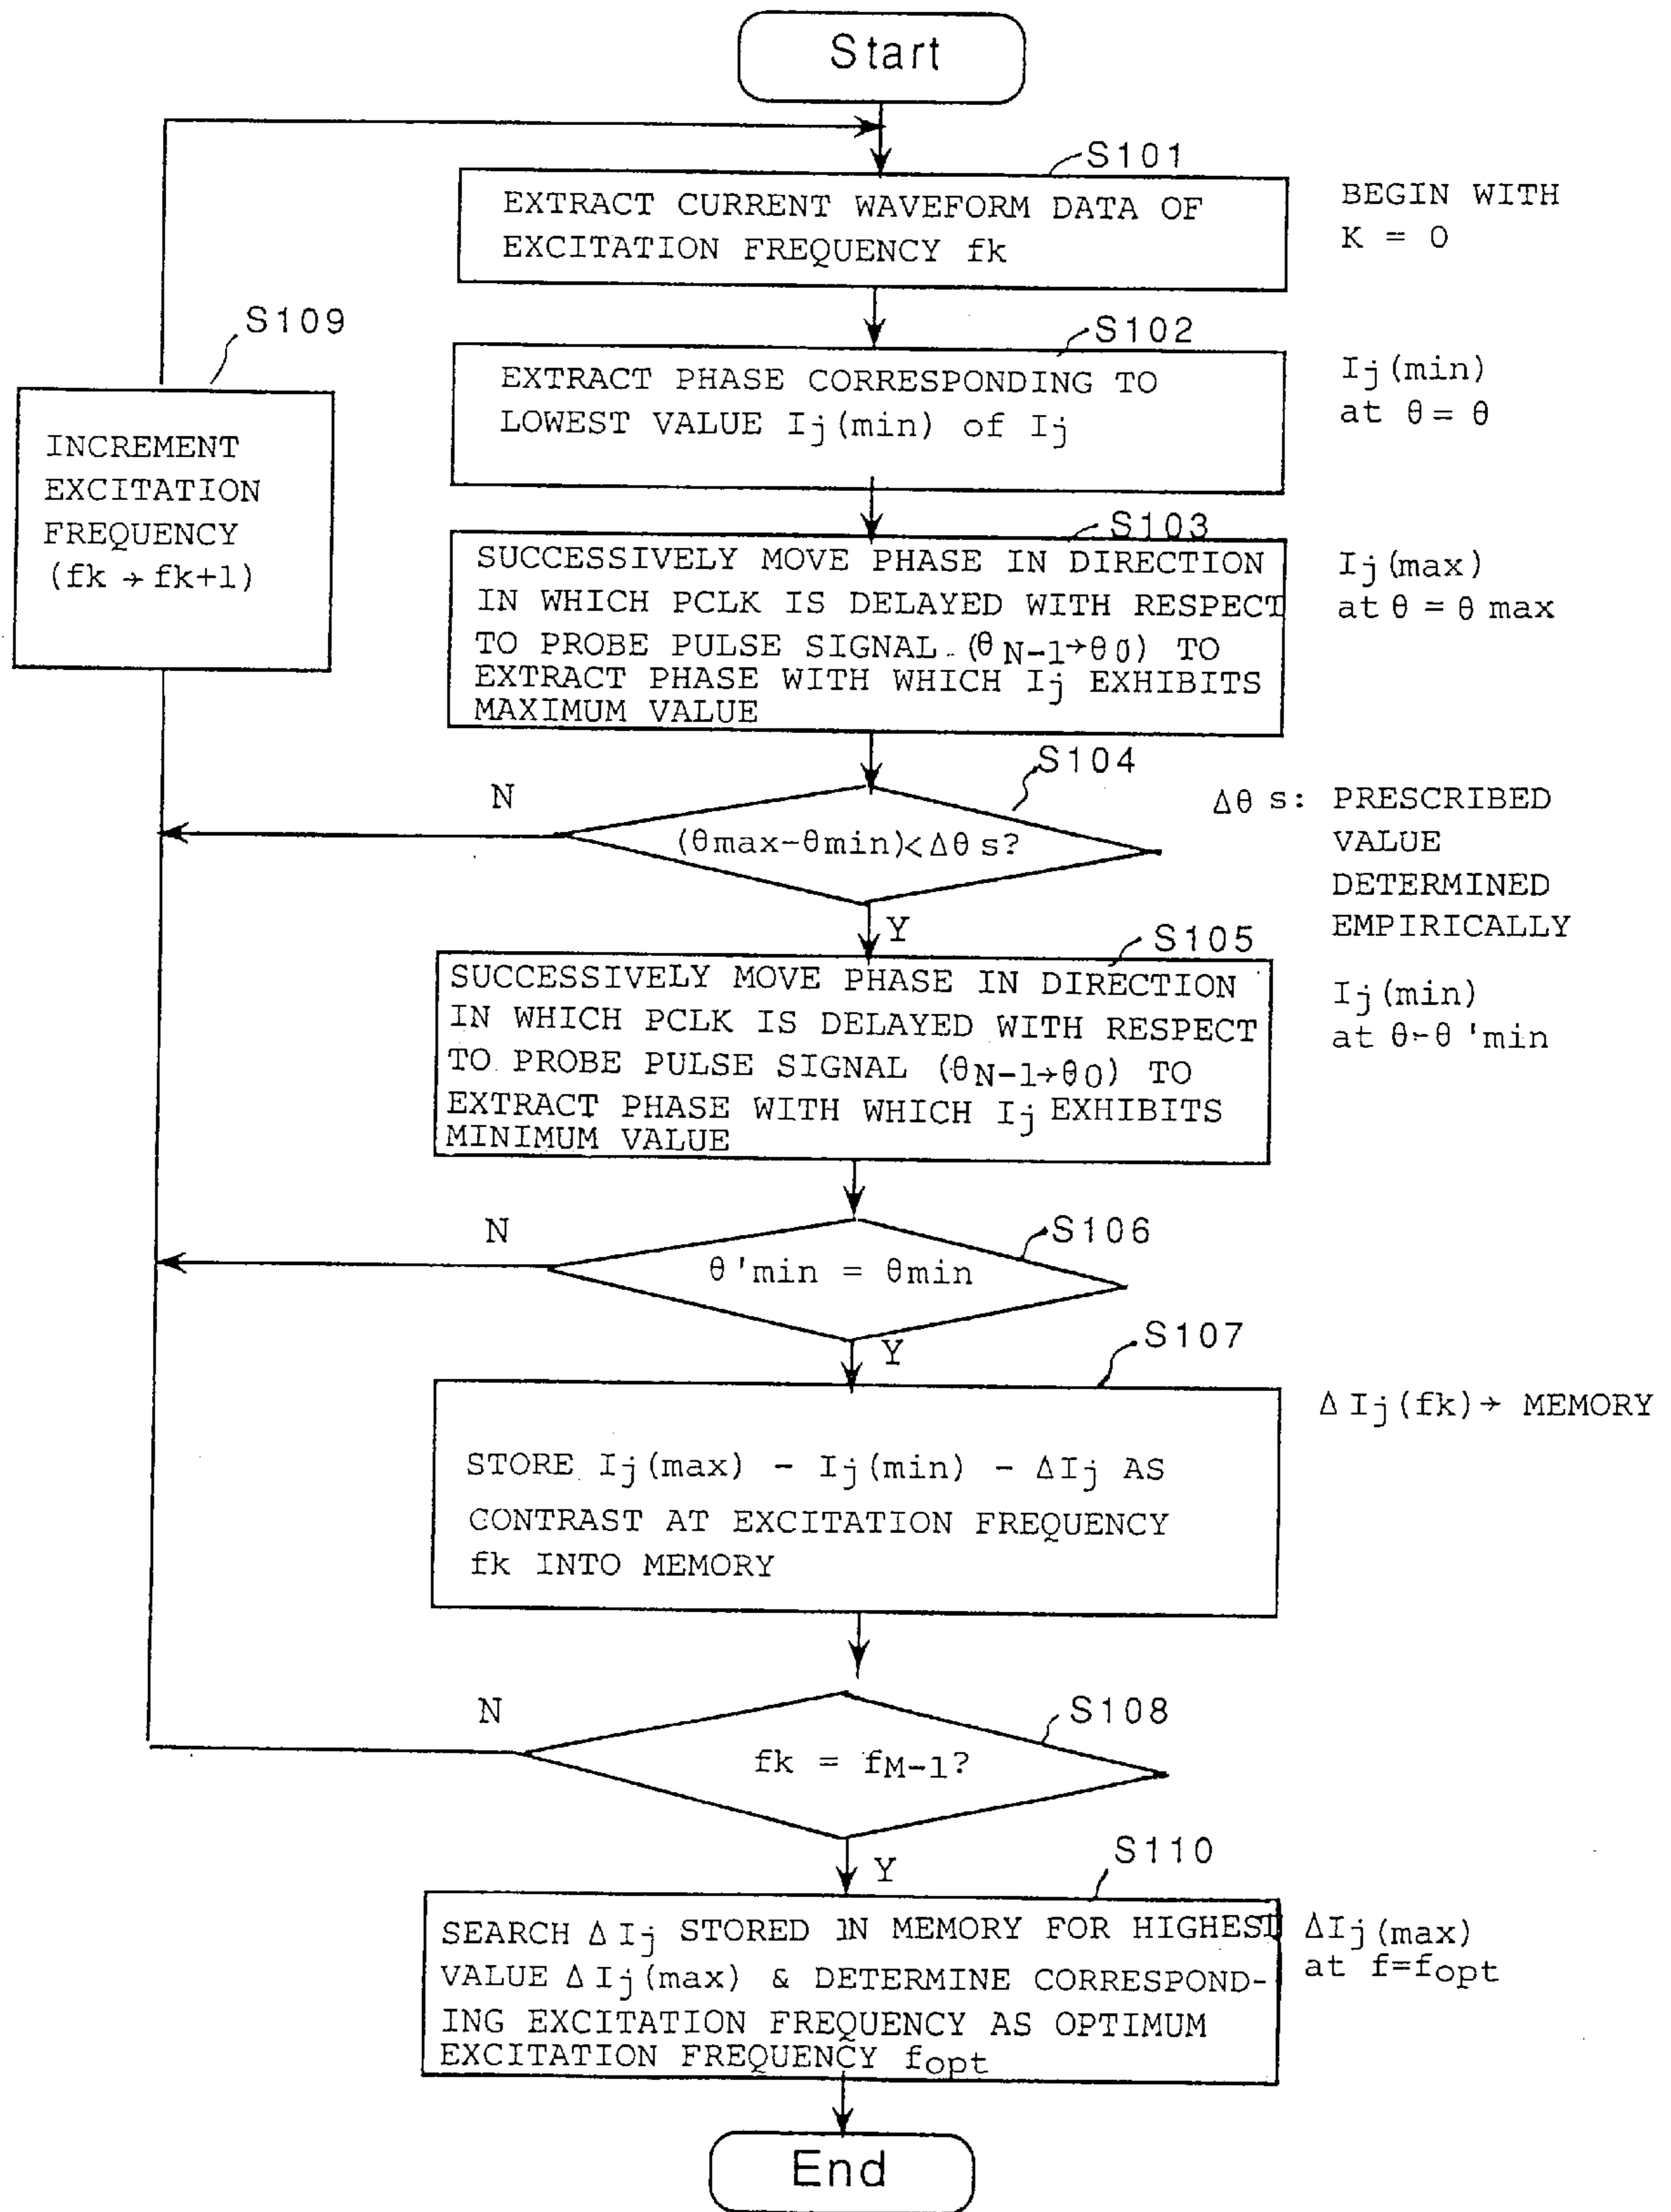 Start
S101
EXTRACT CURRENT WAVEFORM DATA OF
EXCITATION FREQUENCY fk
BEGIN WITH
K = 0
S109
INCREMENT
EXCITATION
FREQUENCY
(fk → fk+1)
S102
EXTRACT PHASE CORRESPONDING TO
LOWEST VALUE Ij(min) of Ij
Ij(min)
at θ = θ
S103
SUCCESSIVELY MOVE PHASE IN DIRECTION
IN WHICH PCLK IS DELAYED WITH RESPECT
TO PROBE PULSE SIGNAL (θN-1→θ0) TO
EXTRACT PHASE WITH WHICH Ij EXHIBITS
MAXIMUM VALUE
Ij(max)
at θ = θ max
S104
N
(θmax-θmin)<Δθ s?
Y
Δθ s: PRESCRIBED
VALUE
DETERMINED
EMPIRICALLY
S105
SUCCESSIVELY MOVE PHASE IN DIRECTION
IN WHICH PCLK IS DELAYED WITH RESPECT
TO PROBE PULSE SIGNAL (θN-1→θ0) TO
EXTRACT PHASE WITH WHICH Ij EXHIBITS
MINIMUM VALUE
Ij(min)
at θ-θ'min
S106
N
θ'min = θmin
Y
S107
STORE Ij(max) - Ij(min) - ΔIj AS
CONTRAST AT EXCITATION FREQUENCY
fk INTO MEMORY
Δ Ij(fk)→ MEMORY
S108
N
fk = fM-1?
Y
S110
SEARCH Δ Ij STORED IN MEMORY FOR HIGHEST
VALUE Δ Ij(max) & DETERMINE CORRESPOND-
ING EXCITATION FREQUENCY AS OPTIMUM
EXCITATION FREQUENCY fopt
ΔIj(max)
at f=fopt
End